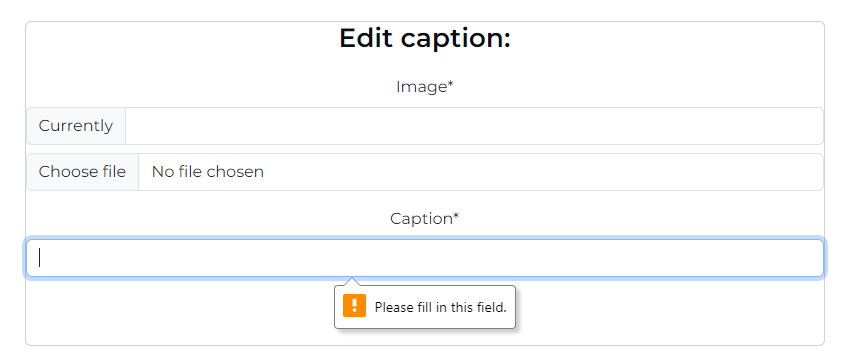 Edit caption:
Image*
Currently
Choose file No file chosen
Caption*
Please fill in this field.